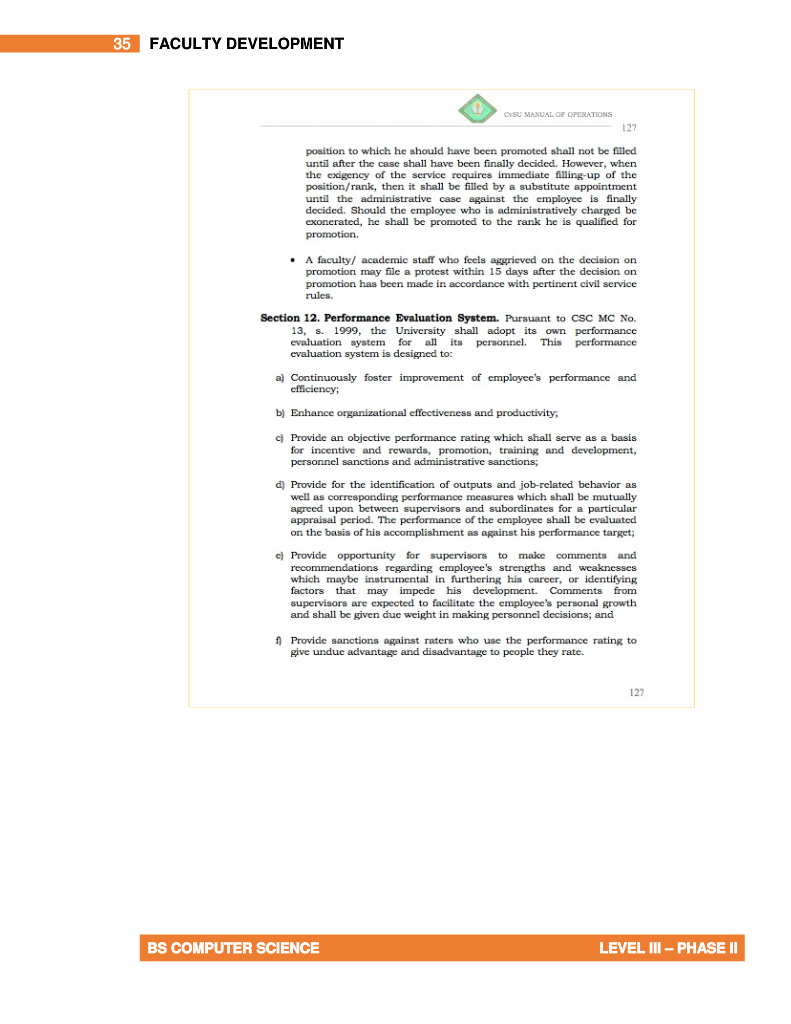 35 FACULTY DEVELOPMENT
CvSU MANUAL OF OPERATIONS
127
position to which he should have been promoted shall not be filled
until after the case shall have been finally decided. However, when
the exigency of the service requires immediate filling-up of the
position/rank, then it shall be filled by a substitute appointment
until the administrative case against the employee is finally
decided. Should the employee who is administratively charged be
exonerated, he shall be promoted to the rank he is qualified for
promotion.
• A faculty/ academic staff who feels aggrieved on the decision on
promotion may file a protest within 15 days after the decision on
promotion has been made in accordance with pertinent civil service
rules.
Section 12. Performance Evaluation System. Pursuant to CSC MC No.
13, s. 1999, the University shall adopt its own performance
evaluation system for all its personnel. This performance
evaluation system is designed to:
a) Continuously foster improvement of employee's performance and
efficiency;
b) Enhance organizational effectiveness and productivity;
c) Provide an objective performance rating which shall serve as a basis
for incentive and rewards, promotion, training and development,
personnel sanctions and administrative sanctions;
d) Provide for the identification of outputs and job-related behavior as
well as corresponding performance measures which shall be mutually
agreed upon between supervisors and subordinates for a particular
appraisal period. The performance of the employee shall be evaluated
on the basis of his accomplishment as against his performance target;
e) Provide opportunity for supervisors to make comments and
recommendations regarding employee's strengths and weaknesses
which maybe instrumental in furthering his career, or identifying
factors that may impede his development. Comments from
supervisors are expected to facilitate the employee's personal growth
and shall be given due weight in making personnel decisions; and
f) Provide sanctions against raters who use the performance rating to
give undue advantage and disadvantage to people they rate.
127
BS COMPUTER SCIENCE LEVEL III – PHASE II